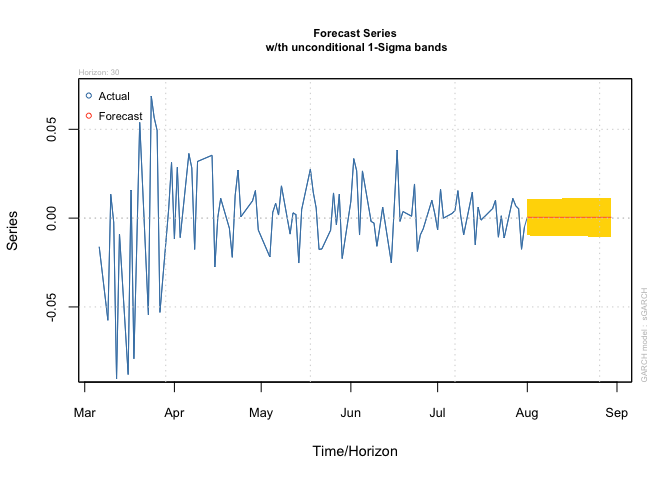 Forecast Series
w/th unconditional 1-Sigma bands
Horizon: 30
Actual
Forecast
0.05
0.00
-0.05
Series
Mar Apr May Jun Jul Aug Sep
Time/Horizon
GARCH model : sGARCH